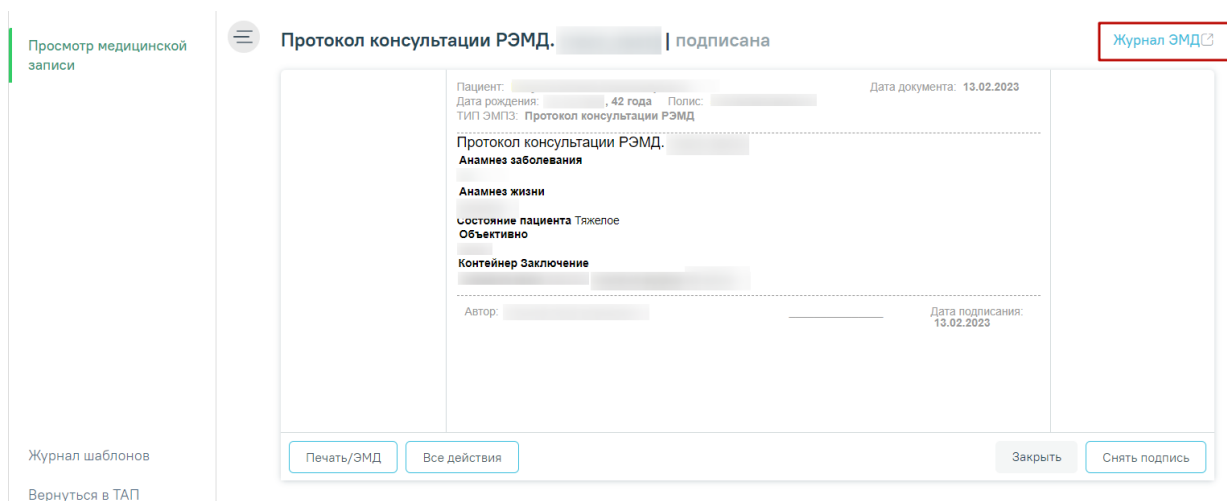 Просмотр медицинской
записи
Протокол консультации РЭМД. | подписана
Журнал ЭМД
Пациент:
Дата документа: 13.02.2023
Дата рождения: , 42 года Полис:
ТИП ЭМПЗ: Протокол консультации РЭМД
Протокол консультации РЭМД.
Анамнез заболевания
Анамнез жизни
Состояние пациента Тяжелое
Объективно
Контейнер Заключение
Автор:
Дата подписания:
13.02.2023
Журнал шаблонов
Вернуться в ТАП
Печать/ЭМД
Все действия
Закрыть
Снять подпись